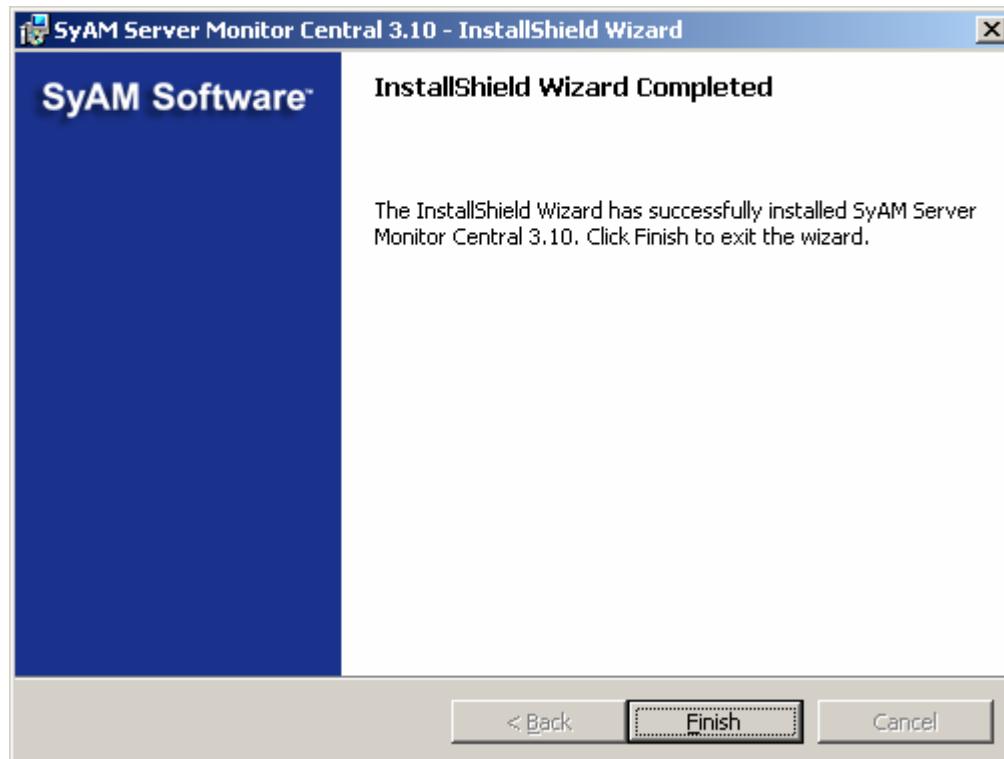 SyAM Server Monitor Central 3.10 - InstallShield Wizard
SyAM Software™
InstallShield Wizard Completed
The InstallShield Wizard has successfully installed SyAM Server
Monitor Central 3.10. Click Finish to exit the wizard.
< Back
Finish
Cancel